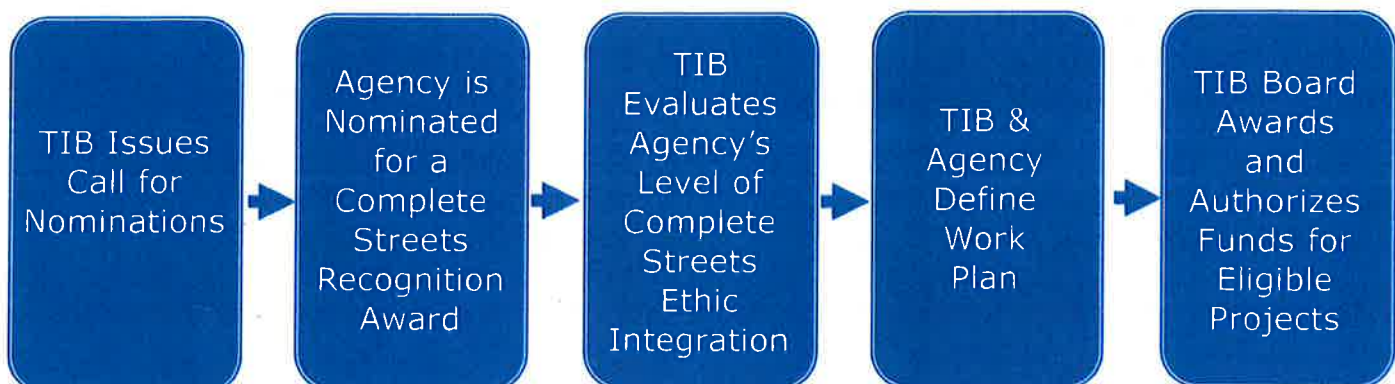 TIB Issues
Call for
Nominations
Agency is
Nominated
for a
Complete
Streets
Recognition
Award
TIB
Evaluates
Agency's
Level of
Complete
Streets
Ethic
Integration
TIB &
Agency
Define
Work
Plan
TIB Board
Awards
and
Authorizes
Funds for
Eligible
Projects